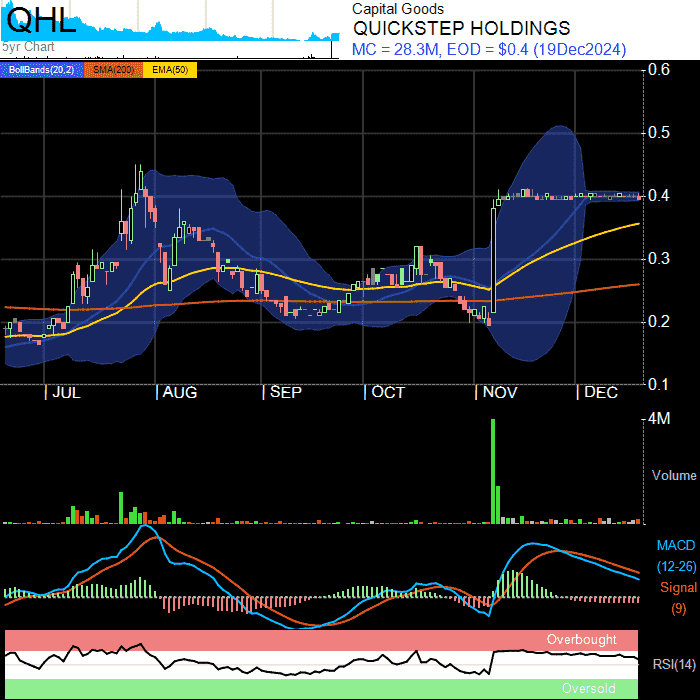 QHL
5yr Chart
Capital Goods
QUICKSTEP HOLDINGS
MC = 28.3M, EOD = $0.4 (19Dec2024)
BollBands(20,2) SMA(200) EMA(50)
0.6
0.5
0.4
0.3
0.2
0.1
JUL AUG SEP OCT NOV DEC
4M
Volume
MACD
(12-26)
Signal
(9)
Overbought
RSI(14)
Oversold